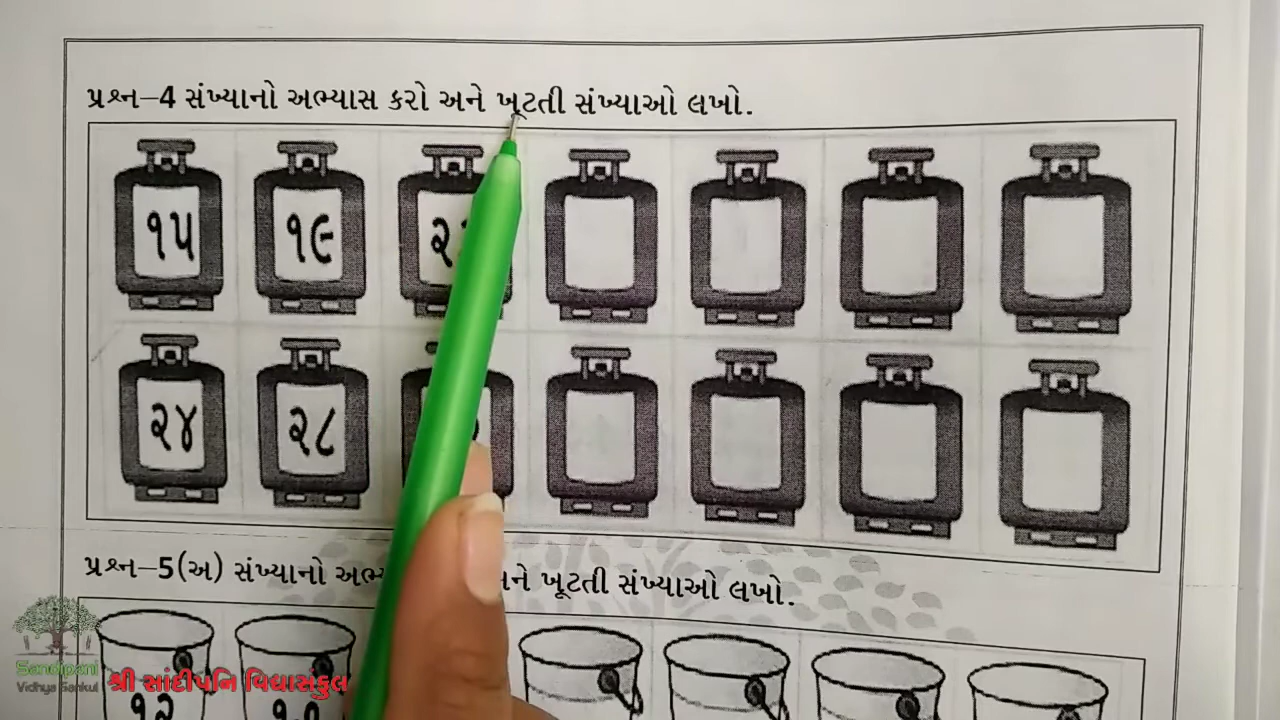 પ્રશ્ન–4 સંખ્યાનો અભ્યાસ કરો અને ખૂટતી સંખ્યાઓ લખો.
૧૫ ૧૯
૨૪ ૨૮
પ્રશ્ન–5(અ) સંખ્યાનો ખૂટતી સંખ્યાઓ લખો.
Sandipani
Vidhya Sankul
શ્રી સાંદીપનિ વિદ્યાસંકુલ